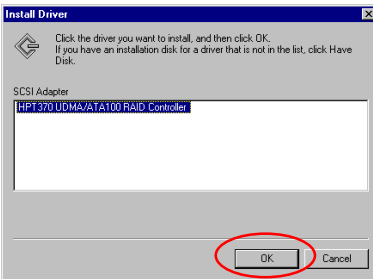 Install Driver
Click the driver you want to install, and then click OK.
If you have an installation disk for a driver that is not in the list, click Have
Disk.
SCSI Adapter
HPT370 UDMA/ATA100 RAID Controller
OK
Cancel